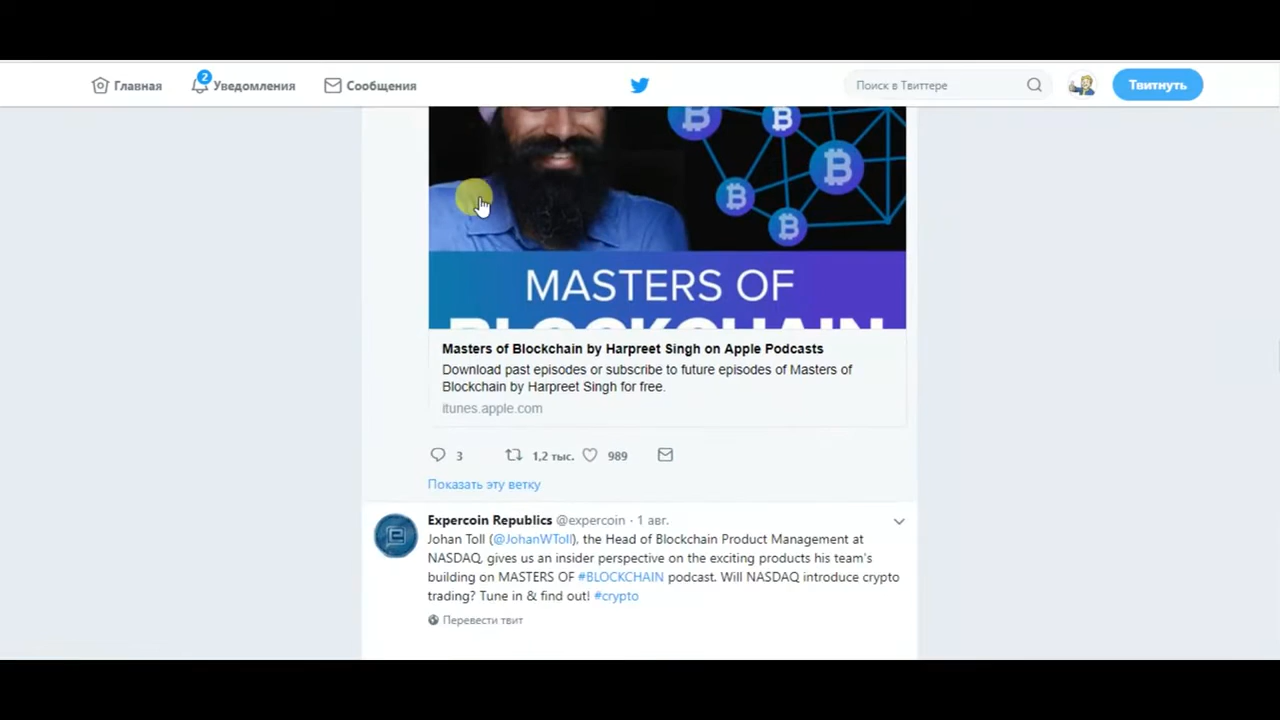 Главная
2
Уведомления
Сообщения
Поиск в Твиттере
Твитнуть
MASTERS OF
BLOCKCHAIN
Masters of Blockchain by Harpreet Singh on Apple Podcasts
Download past episodes or subscribe to future episodes of Masters of
Blockchain by Harpreet Singh for free.
itunes.apple.com
3 1,2 тыс. 989
Показать эту ветку
Expercoin Republics @expercoin · 1 авг.
Johan Toll (@JohanWToll), the Head of Blockchain Product Management at
NASDAQ, gives us an insider perspective on the exciting products his team's
building on MASTERS OF #BLOCKCHAIN podcast. Will NASDAQ introduce crypto
trading? Tune in & find out! #crypto
Перевести твит